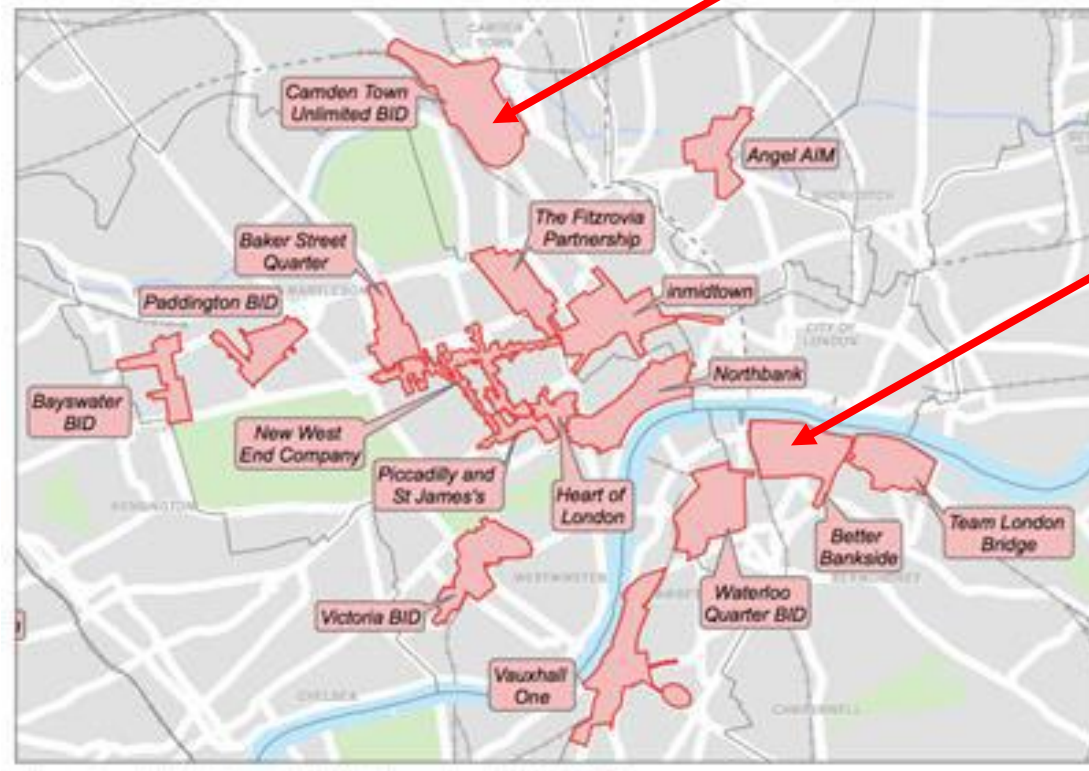 Camden Town
Unlimited BID
Angel AIM
The Fitzrovia
Partnership
Baker Street
Quarter
inmidtown
Paddington BID
CITY OF
LONDON
Northbank
Bayswater
BID
New West
End Company
Piccadilly and
St James's
Heart of
London
Better
Bankside
Team London
Bridge
KENSINGTON
WESTMINSTER
Waterloo
Quarter BID
Victoria BID
Vauxhall
One
CHELSEA